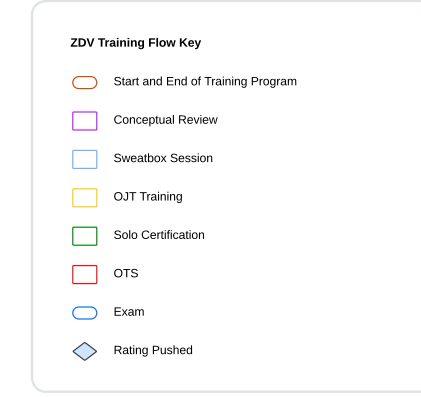 ZDV Training Flow Key
Start and End of Training Program
Conceptual Review
Sweatbox Session
OJT Training
Solo Certification
OTS
Exam
Rating Pushed